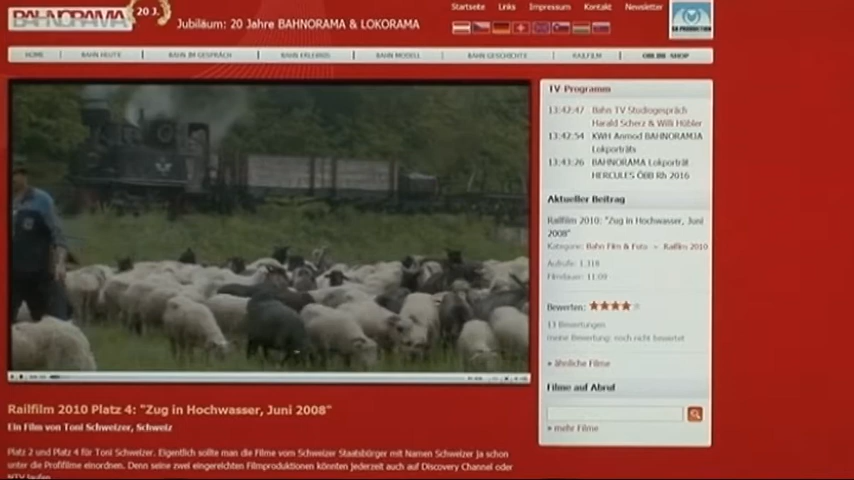 BAHNORAMA
20 J.
Jubiläum: 20 Jahre BAHNORAMA & LOKORAMA
Startseite Links Impressum Kontakt Newsletter
HOME BAHN HEUTE BAHN IM GESPRÄCH BAHN ERLEBNIS BAHN MODELL BAHN GESCHICHTE RAILFILM ONLINE-SHOP
TV Programm
13:42:47 Bahn TV Studiogespräch
Harald Scherz & Willi Hübler
13:42:54 KWH Anmod BAHNORAMA
Lokporträts
13:43:26 BAHNORAMA Lokporträt
HERCULES ÖBB Rh 2016
Aktueller Beitrag
Railfilm 2010: "Zug in Hochwasser, Juni
2008"
Kategorie: Bahn Film & Foto - Railfilm 2010
Aufrufe: 1.318
Filmdauer: 11:09
Bewerten:
13 Bewertungen
meine Bewertung: noch nicht bewertet
» ähnliche Filme
Filme auf Abruf
» mehr Filme
Railfilm 2010 Platz 4: "Zug in Hochwasser, Juni 2008"
Ein Film von Toni Schweizer, Schweiz
Platz 2 und Platz 4 für Toni Schweizer. Eigentlich sollte man die Filme vom Schweizer Staatsbürger mit Namen Schweizer ja schon
unter die Profifilme einordnen. Denn seine zwei eingereichten Filmproduktionen könnten jederzeit auch auf Discovery Channel oder
NTV laufen.